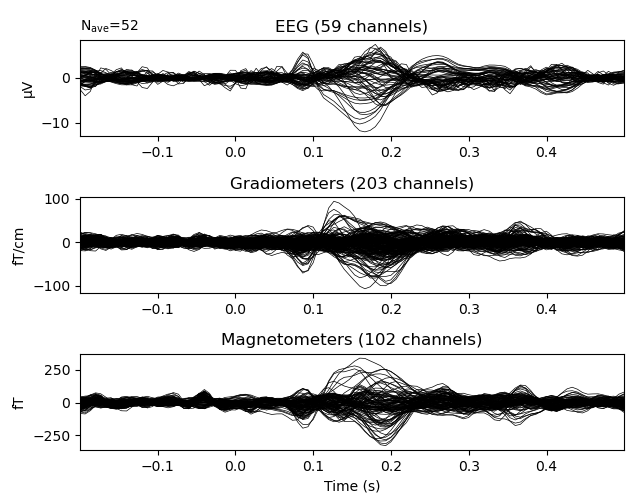 N_ave=52
EEG (59 channels)
µV
0
−10
−0.1 0.0 0.1 0.2 0.3 0.4
Gradiometers (203 channels)
fT/cm
100
0
−100
−0.1 0.0 0.1 0.2 0.3 0.4
Magnetometers (102 channels)
fT
250
0
−250
−0.1 0.0 0.1 0.2 0.3 0.4
Time (s)